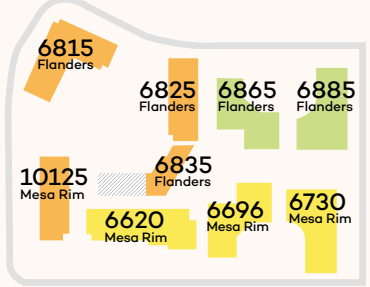 6815
Flanders
6825
Flanders
6865
Flanders
6885
Flanders
10125
Mesa Rim
6835
Flanders
6620
Mesa Rim
6696
Mesa Rim
6730
Mesa Rim